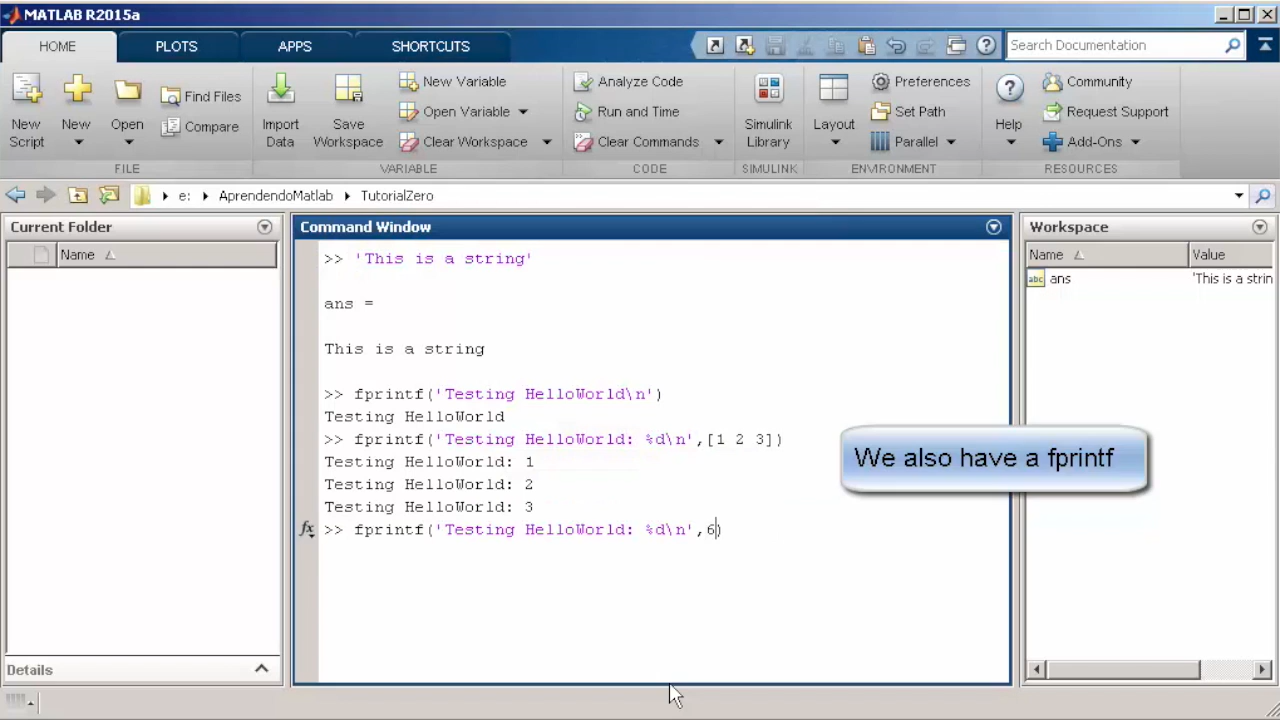 MATLAB R2015a
HOME PLOTS APPS SHORTCUTS Search Documentation
New Script New Open Find Files Compare Import Data Save Workspace New Variable Open Variable Clear Workspace Analyze Code Run and Time Clear Commands Simulink Library Layout Preferences Set Path Parallel Help Community Request Support Add-Ons
FILE VARIABLE CODE SIMULINK ENVIRONMENT RESOURCES
e: AprendendoMatlab TutorialZero
Current Folder
Name
Details
Command Window
>> 'This is a string'
ans =
This is a string
>> fprintf('Testing HelloWorld\n')
Testing HelloWorld
>> fprintf('Testing HelloWorld: %d\n',[1 2 3])
Testing HelloWorld: 1
Testing HelloWorld: 2
Testing HelloWorld: 3
fx >> fprintf('Testing HelloWorld: %d\n',6)
We also have a fprintf
Workspace
Name Value
abc ans 'This is a strin